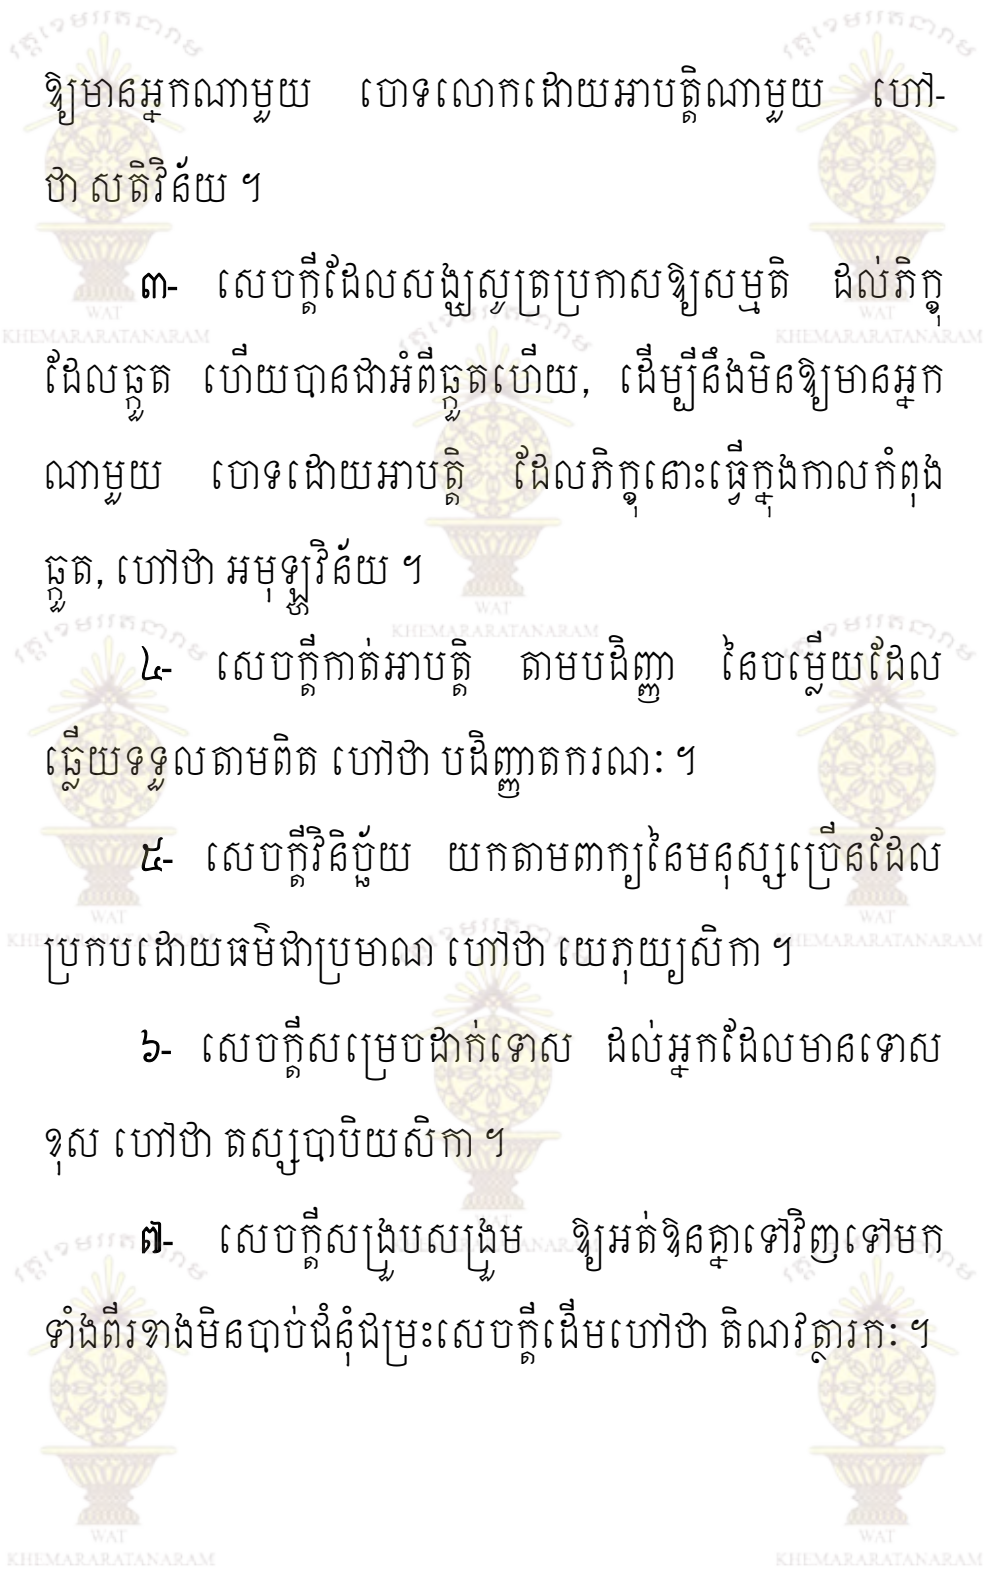 ឱ្យមានអ្នកណាមួយ ចោទលោកដោយអាបត្តិណាមួយ ហៅ-
ថា សតិវិន័យ ។
៣- សេចក្តីដែលសង្ឃសូត្រប្រកាសឱ្យសម្មតិ ដល់ភិក្ខុ
ដែលឆ្កួត ហើយបានជាអំពីឆ្កួតហើយ, ដើម្បីនឹងមិនឱ្យមានអ្នក
ណាមួយ ចោទដោយអាបត្តិ ដែលភិក្ខុនោះធ្វើក្នុងកាលកំពុង
ឆ្កួត, ហៅថា អមុឡ្ហវិន័យ ។
៤- សេចក្តីកាត់អាបត្តិ តាមបដិញ្ញា នៃចម្លើយដែល
ឆ្លើយទទួលតាមពិត ហៅថា បដិញ្ញាតករណៈ ។
៥- សេចក្តីវិនិច្ឆ័យ យកតាមពាក្យនៃមនុស្សច្រើនដែល
ប្រកបដោយធម៌ជាប្រមាណ ហៅថា យេភុយ្យសិកា ។
៦- សេចក្តីសម្រេចដាក់ទោស ដល់អ្នកដែលមានទោស
ខុស ហៅថា តស្សបាបិយសិកា ។
៧- សេចក្តីសង្រួបសង្រួម ឱ្យអត់ឱនគ្នាទៅវិញទៅមក
ទាំងពីរខាងមិនបាច់ជំនុំជម្រះសេចក្តីដើមហៅថា តិណវត្ថារកៈ ។
WAT
KHEMARARATANARAM